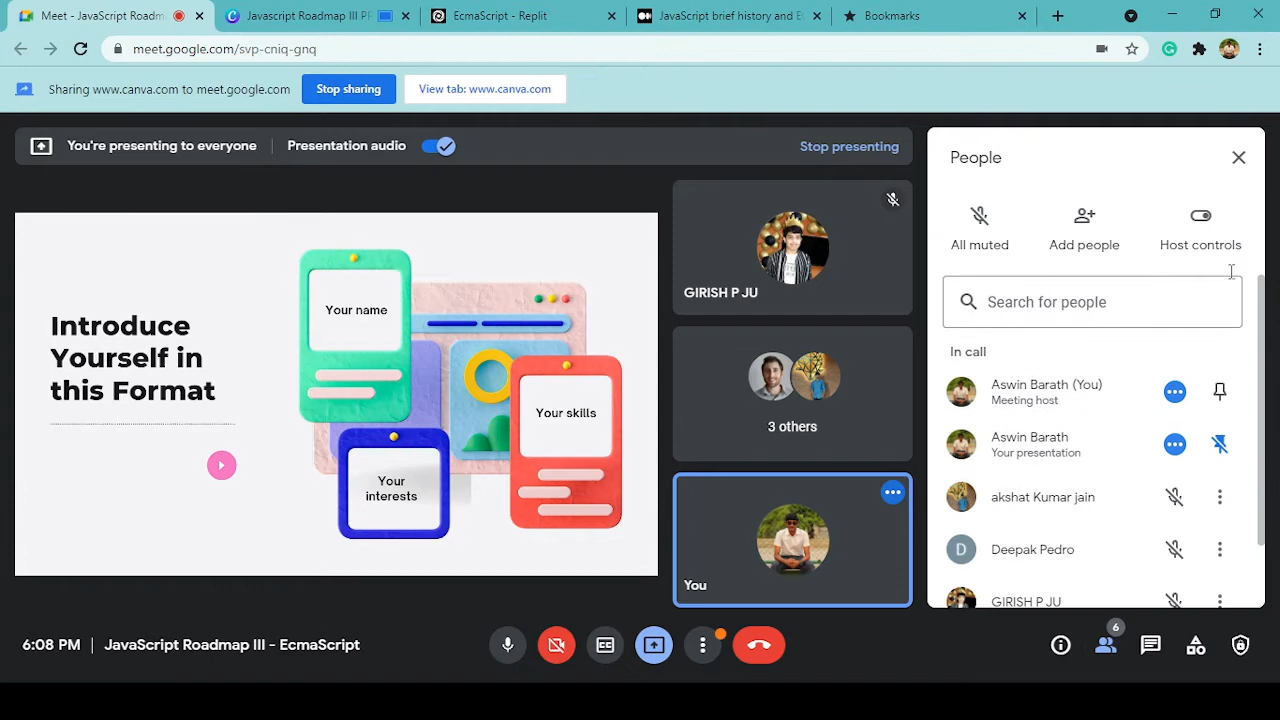 Meet - JavaScript Roadm
Javascript Roadmap III PR
EcmaScript - Replit
JavaScript brief history and Ev
Bookmarks
meet.google.com/svp-cniq-gnq
Sharing www.canva.com to meet.google.com
Stop sharing
View tab: www.canva.com
You're presenting to everyone
Presentation audio
Stop presenting
Introduce
Yourself in
this Format
Your name
Your skills
Your
interests
GIRISH P JU
3 others
You
People
All muted
Add people
Host controls
Search for people
In call
Aswin Barath (You)
Meeting host
Aswin Barath
Your presentation
akshat Kumar jain
D
Deepak Pedro
GIRISH P JU
6:08 PM
JavaScript Roadmap III - EcmaScript
CC
6